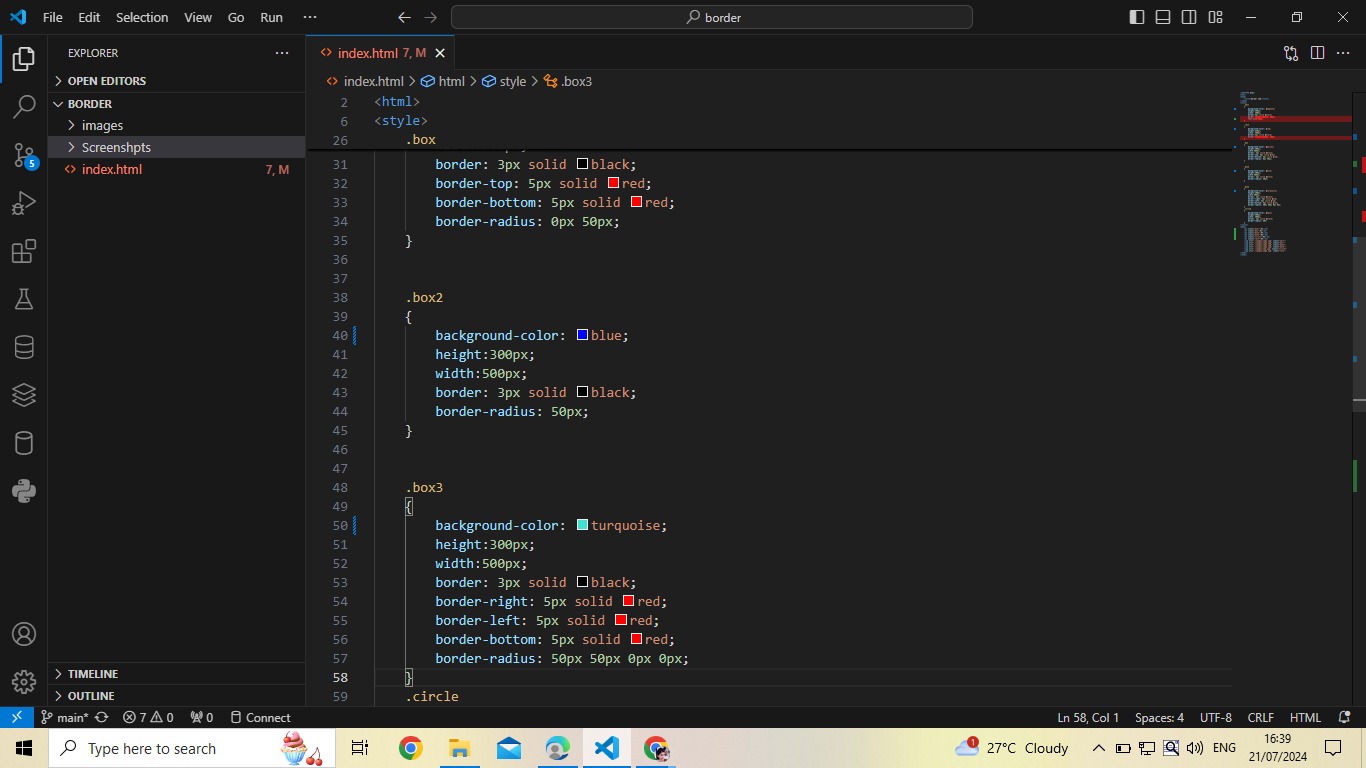 File Edit Selection View Go Run ··· border
EXPLORER ···
OPEN EDITORS
BORDER
images
Screenshpts
index.html 7, M
TIMELINE
OUTLINE
5
index.html 7, M
index.html > html > style > .box3
2 <html>
6 <style>
26 .box
31 border: 3px solid black;
32 border-top: 5px solid red;
33 border-bottom: 5px solid red;
34 border-radius: 0px 50px;
35 }
36
37
38 .box2
39 {
40 background-color: blue;
41 height:300px;
42 width:500px;
43 border: 3px solid black;
44 border-radius: 50px;
45 }
46
47
48 .box3
49 {
50 background-color: turquoise;
51 height:300px;
52 width:500px;
53 border: 3px solid black;
54 border-right: 5px solid red;
55 border-left: 5px solid red;
56 border-bottom: 5px solid red;
57 border-radius: 50px 50px 0px 0px;
58 }
59 .circle
main* 7 0 0 Connect Ln 58, Col 1 Spaces: 4 UTF-8 CRLF HTML
Type here to search 1 27°C Cloudy ENG 16:39
21/07/2024